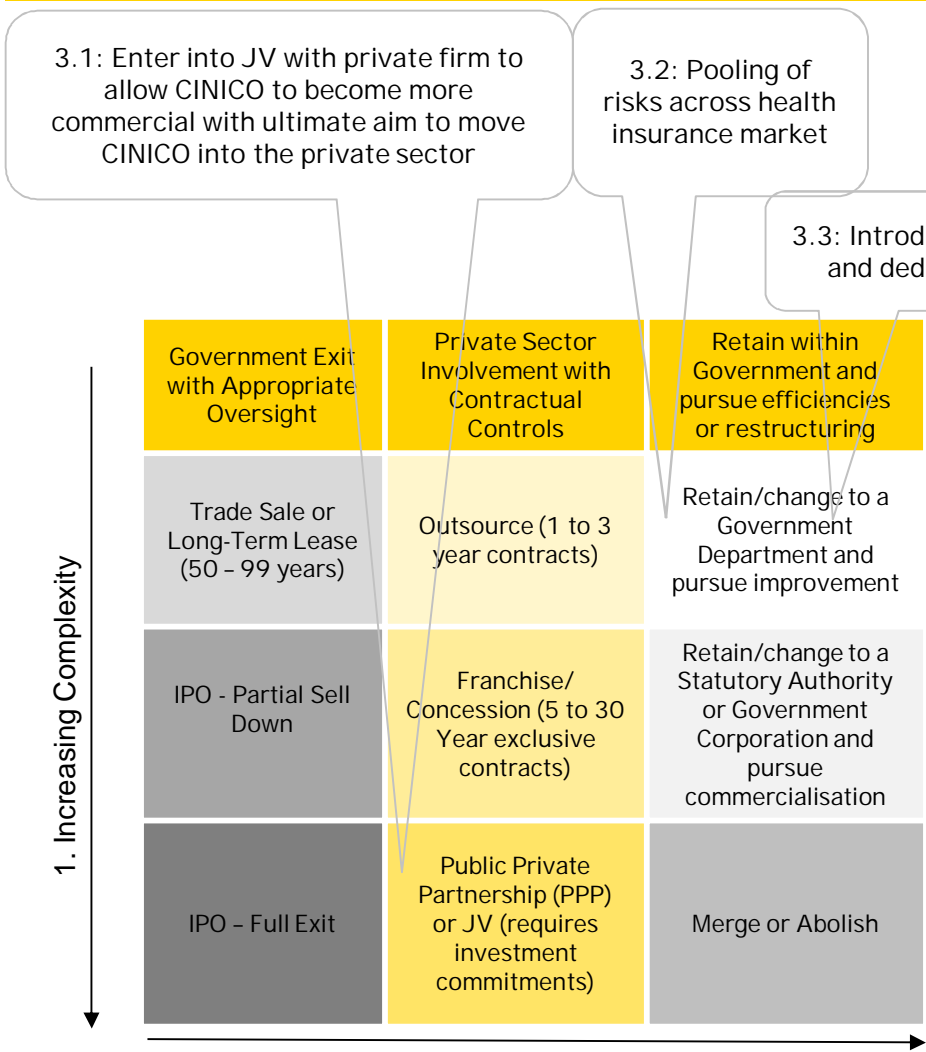 3.1: Enter into JV with private firm to
allow CINICO to become more
commercial with ultimate aim to move
CINICO into the private sector
3.2: Pooling of
risks across health
insurance market
3.3: Introd
and ded
Government Exit
with Appropriate
Oversight
Private Sector
Involvement with
Contractual
Controls
Retain within
Government and
pursue efficiencies
or restructuring
Trade Sale or
Long-Term Lease
(50 – 99 years)
Outsource (1 to 3
year contracts)
Retain/change to a
Government
Department and
pursue improvement
IPO - Partial Sell
Down
Franchise/
Concession (5 to 30
Year exclusive
contracts)
Retain/change to a
Statutory Authority
or Government
Corporation and
pursue
commercialisation
IPO – Full Exit
Public Private
Partnership (PPP)
or JV (requires
investment
commitments)
Merge or Abolish
1. Increasing Complexity